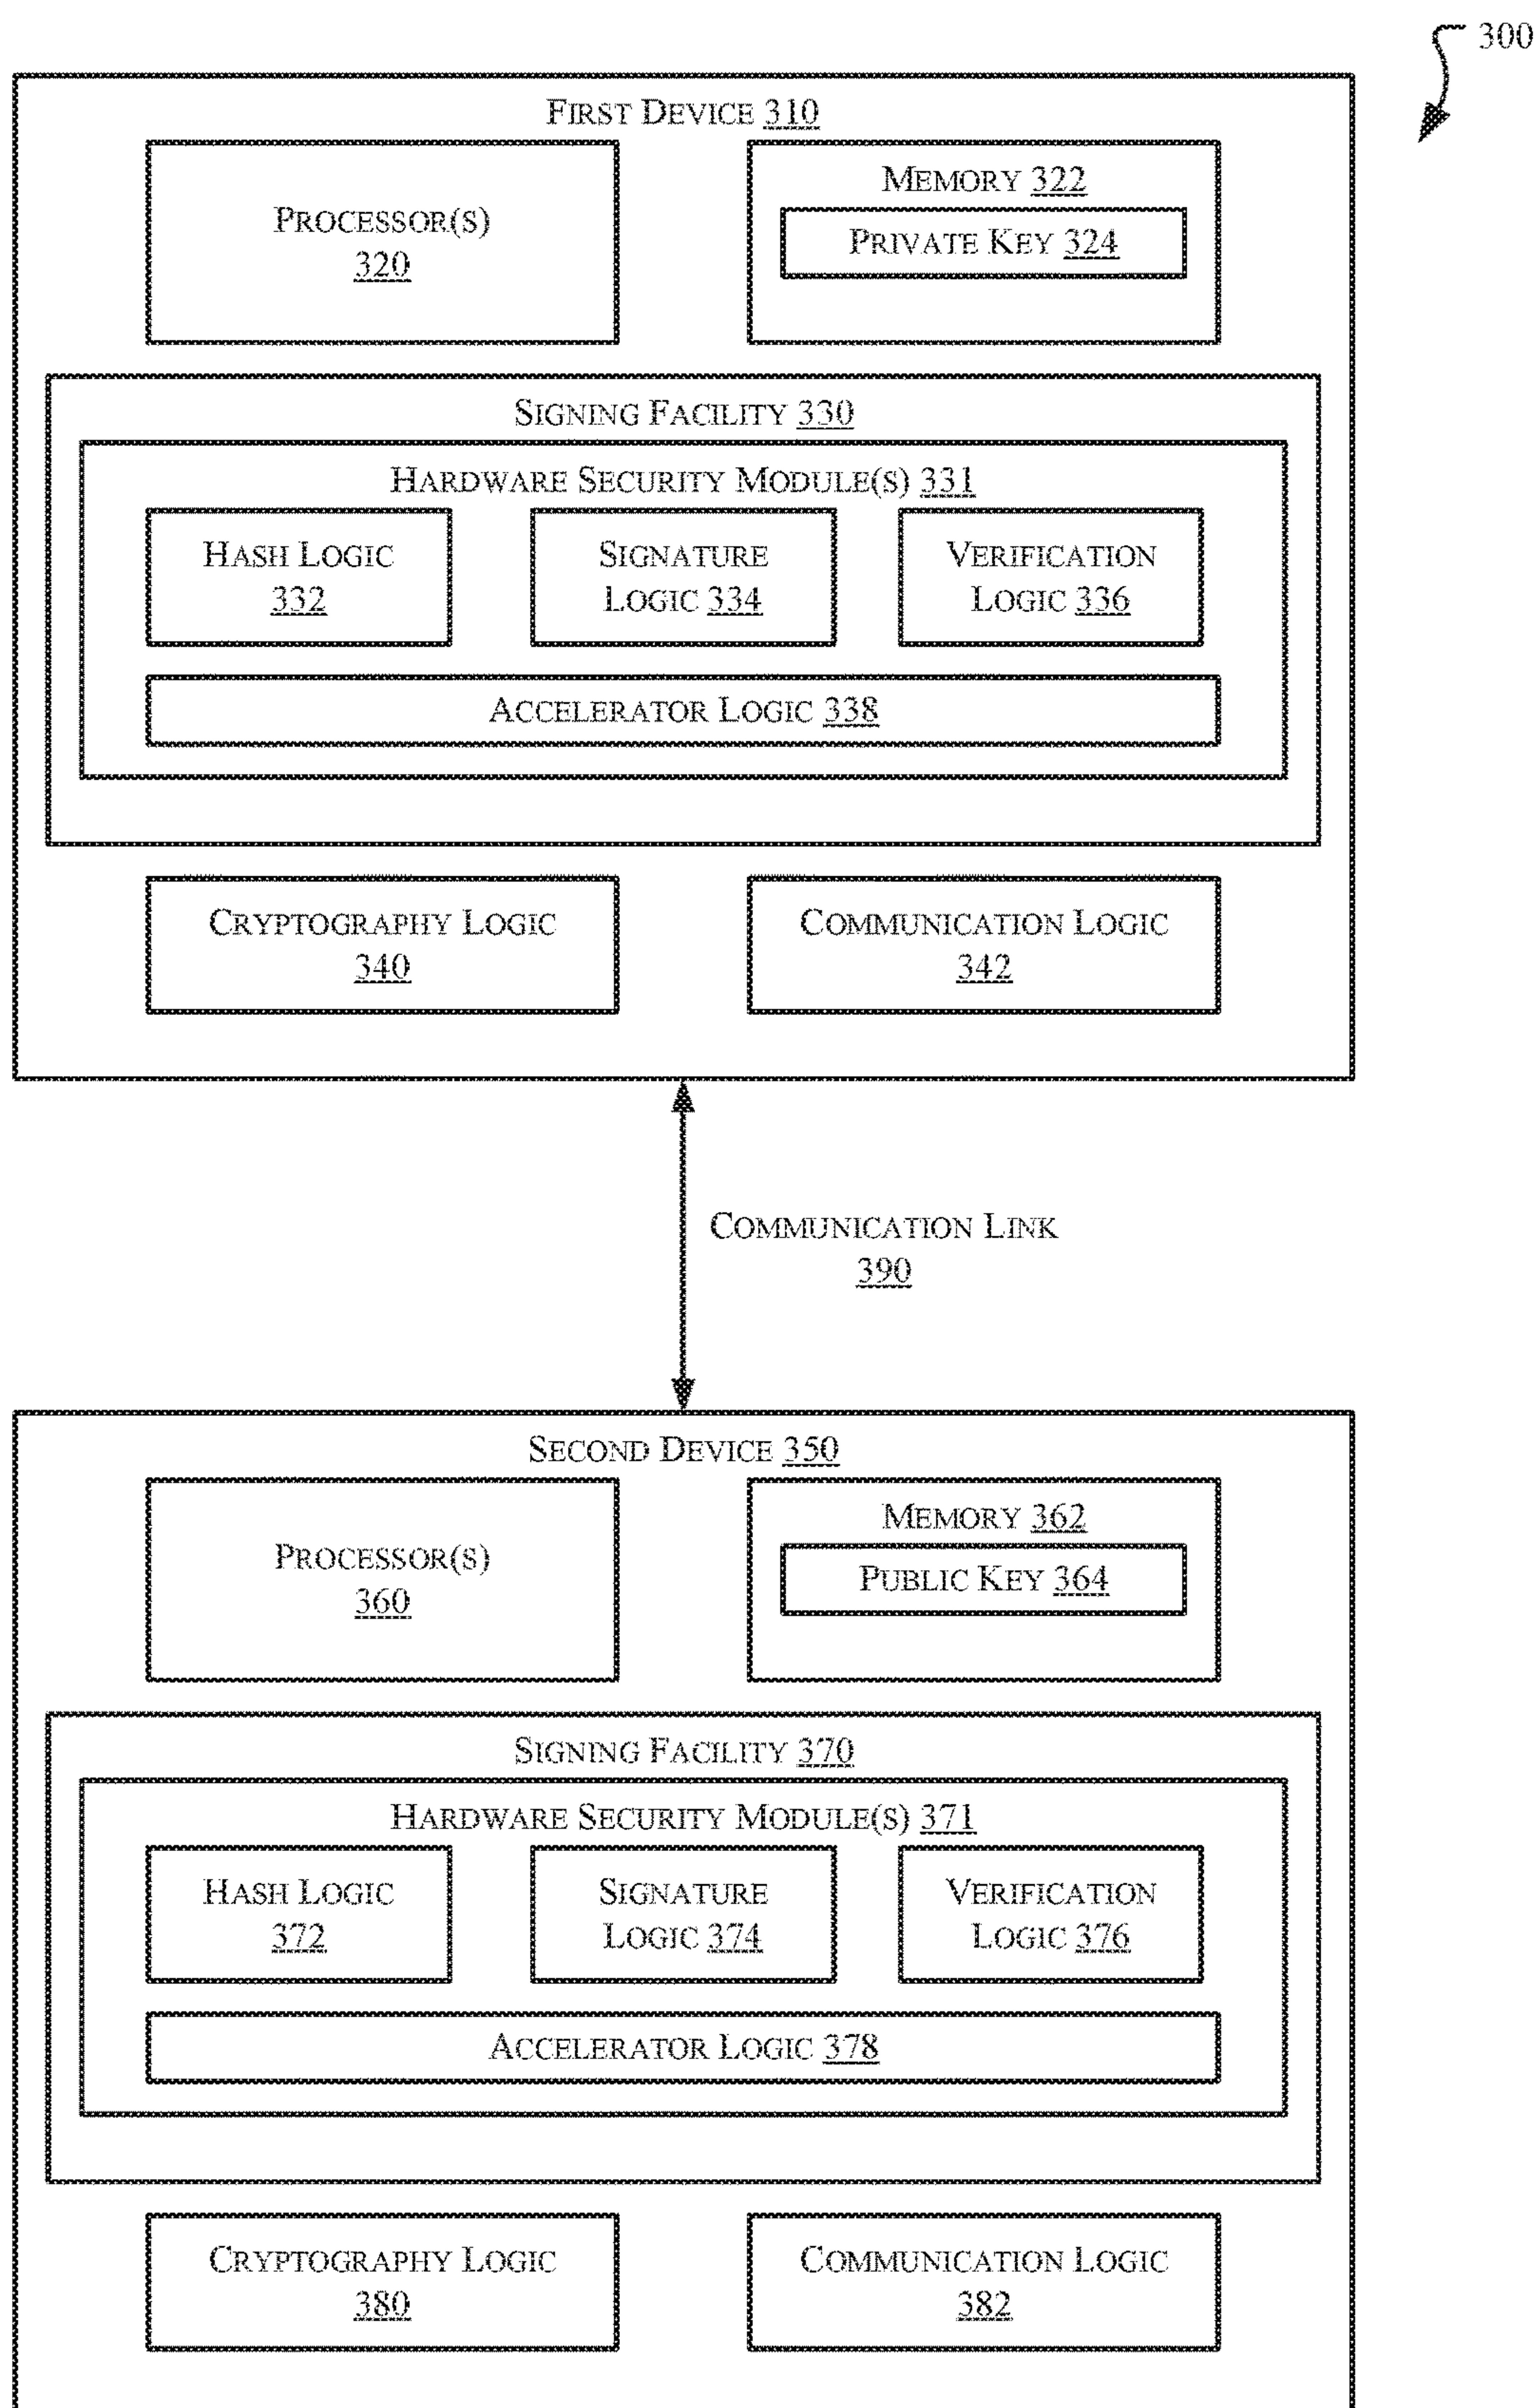 300
FIRST DEVICE 310
PROCESSOR(S)
320
MEMORY 322
PRIVATE KEY 324
SIGNING FACILITY 330
HARDWARE SECURITY MODULE(S) 331
HASH LOGIC
332
SIGNATURE
LOGIC 334
VERIFICATION
LOGIC 336
ACCELERATOR LOGIC 338
CRYPTOGRAPHY LOGIC
340
COMMUNICATION LOGIC
342
COMMUNICATION LINK
390
SECOND DEVICE 350
PROCESSOR(S)
360
MEMORY 362
PUBLIC KEY 364
SIGNING FACILITY 370
HARDWARE SECURITY MODULE(S) 371
HASH LOGIC
372
SIGNATURE
LOGIC 374
VERIFICATION
LOGIC 376
ACCELERATOR LOGIC 378
CRYPTOGRAPHY LOGIC
380
COMMUNICATION LOGIC
382